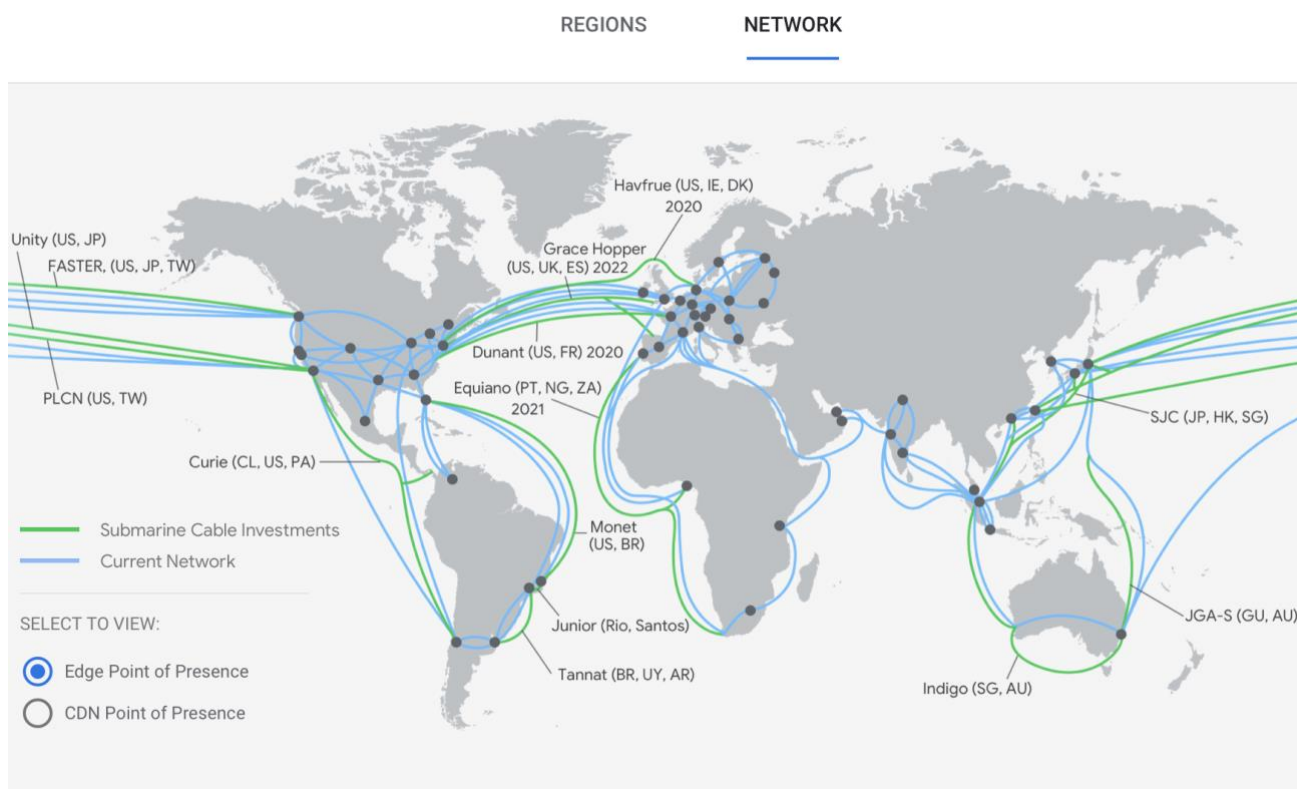 REGIONS
NETWORK
Havfrue (US, IE, DK)
2020
Unity (US, JP)
FASTER, (US, JP, TW)
Grace Hopper
(US, UK, ES) 2022
Dunant (US, FR) 2020
Equiano (PT, NG, ZA)
2021
PLCN (US, TW)
SJC (JP, HK, SG)
Curie (CL, US, PA)
Monet
(US, BR)
Submarine Cable Investments
Current Network
SELECT TO VIEW:
Edge Point of Presence
CDN Point of Presence
Junior (Rio, Santos)
Tannat (BR, UY, AR)
JGA-S (GU, AU)
Indigo (SG, AU)